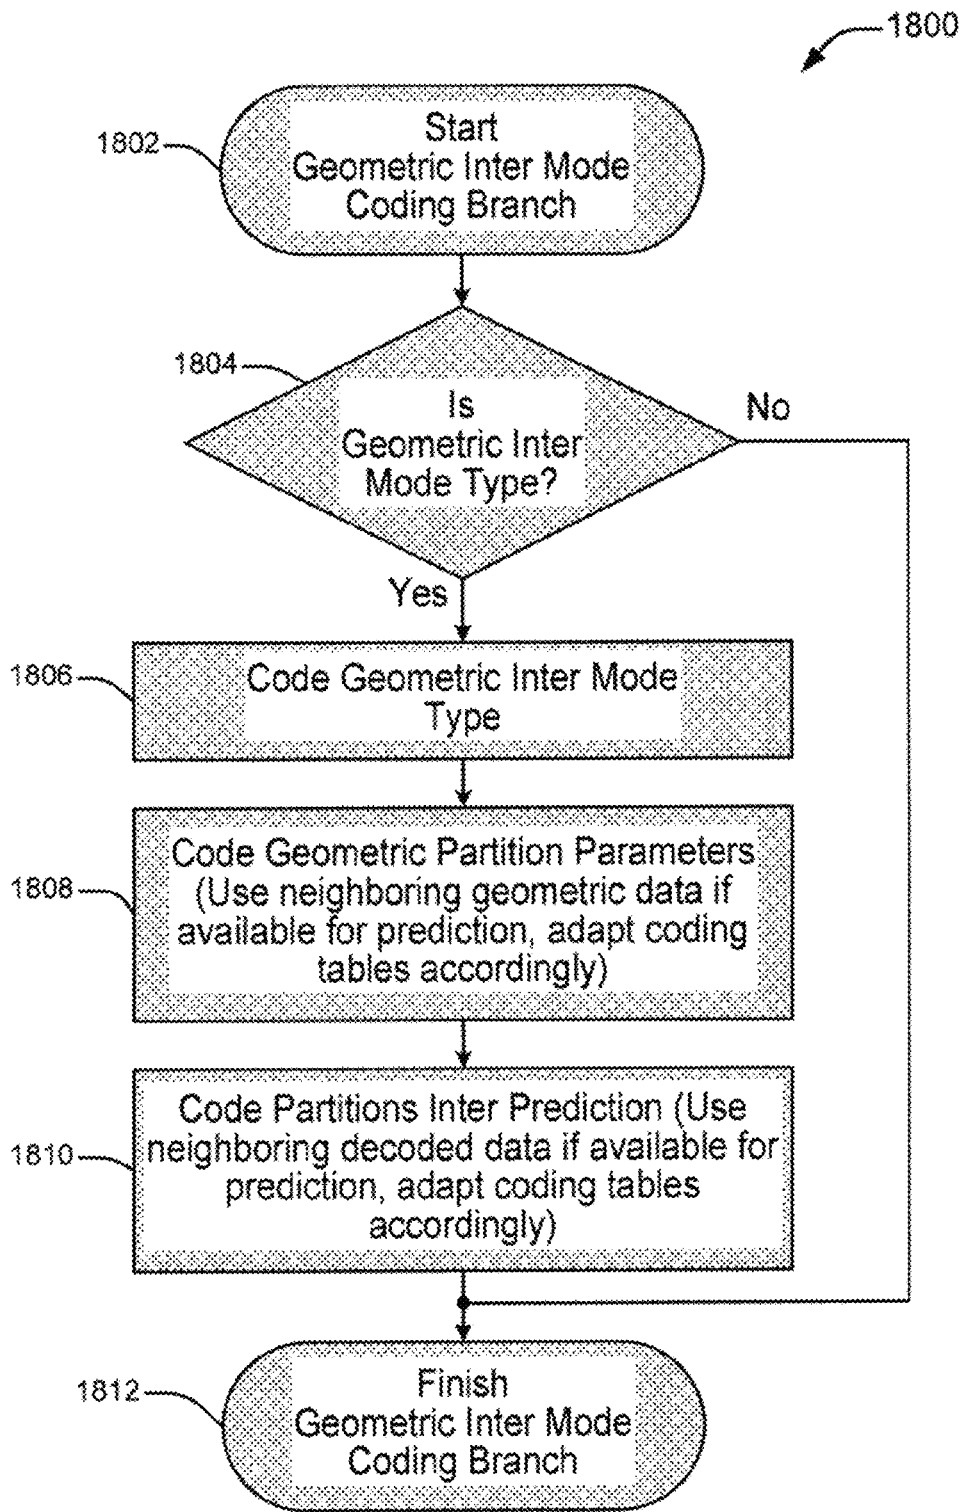 1800
1802
Start
Geometric Inter Mode
Coding Branch
1804
Is
Geometric Inter
Mode Type?
No
Yes
1806
Code Geometric Inter Mode
Type
1808
Code Geometric Partition Parameters
(Use neighboring geometric data if
available for prediction, adapt coding
tables accordingly)
1810
Code Partitions Inter Prediction (Use
neighboring decoded data if available for
prediction, adapt coding tables
accordingly)
1812
Finish
Geometric Inter Mode
Coding Branch